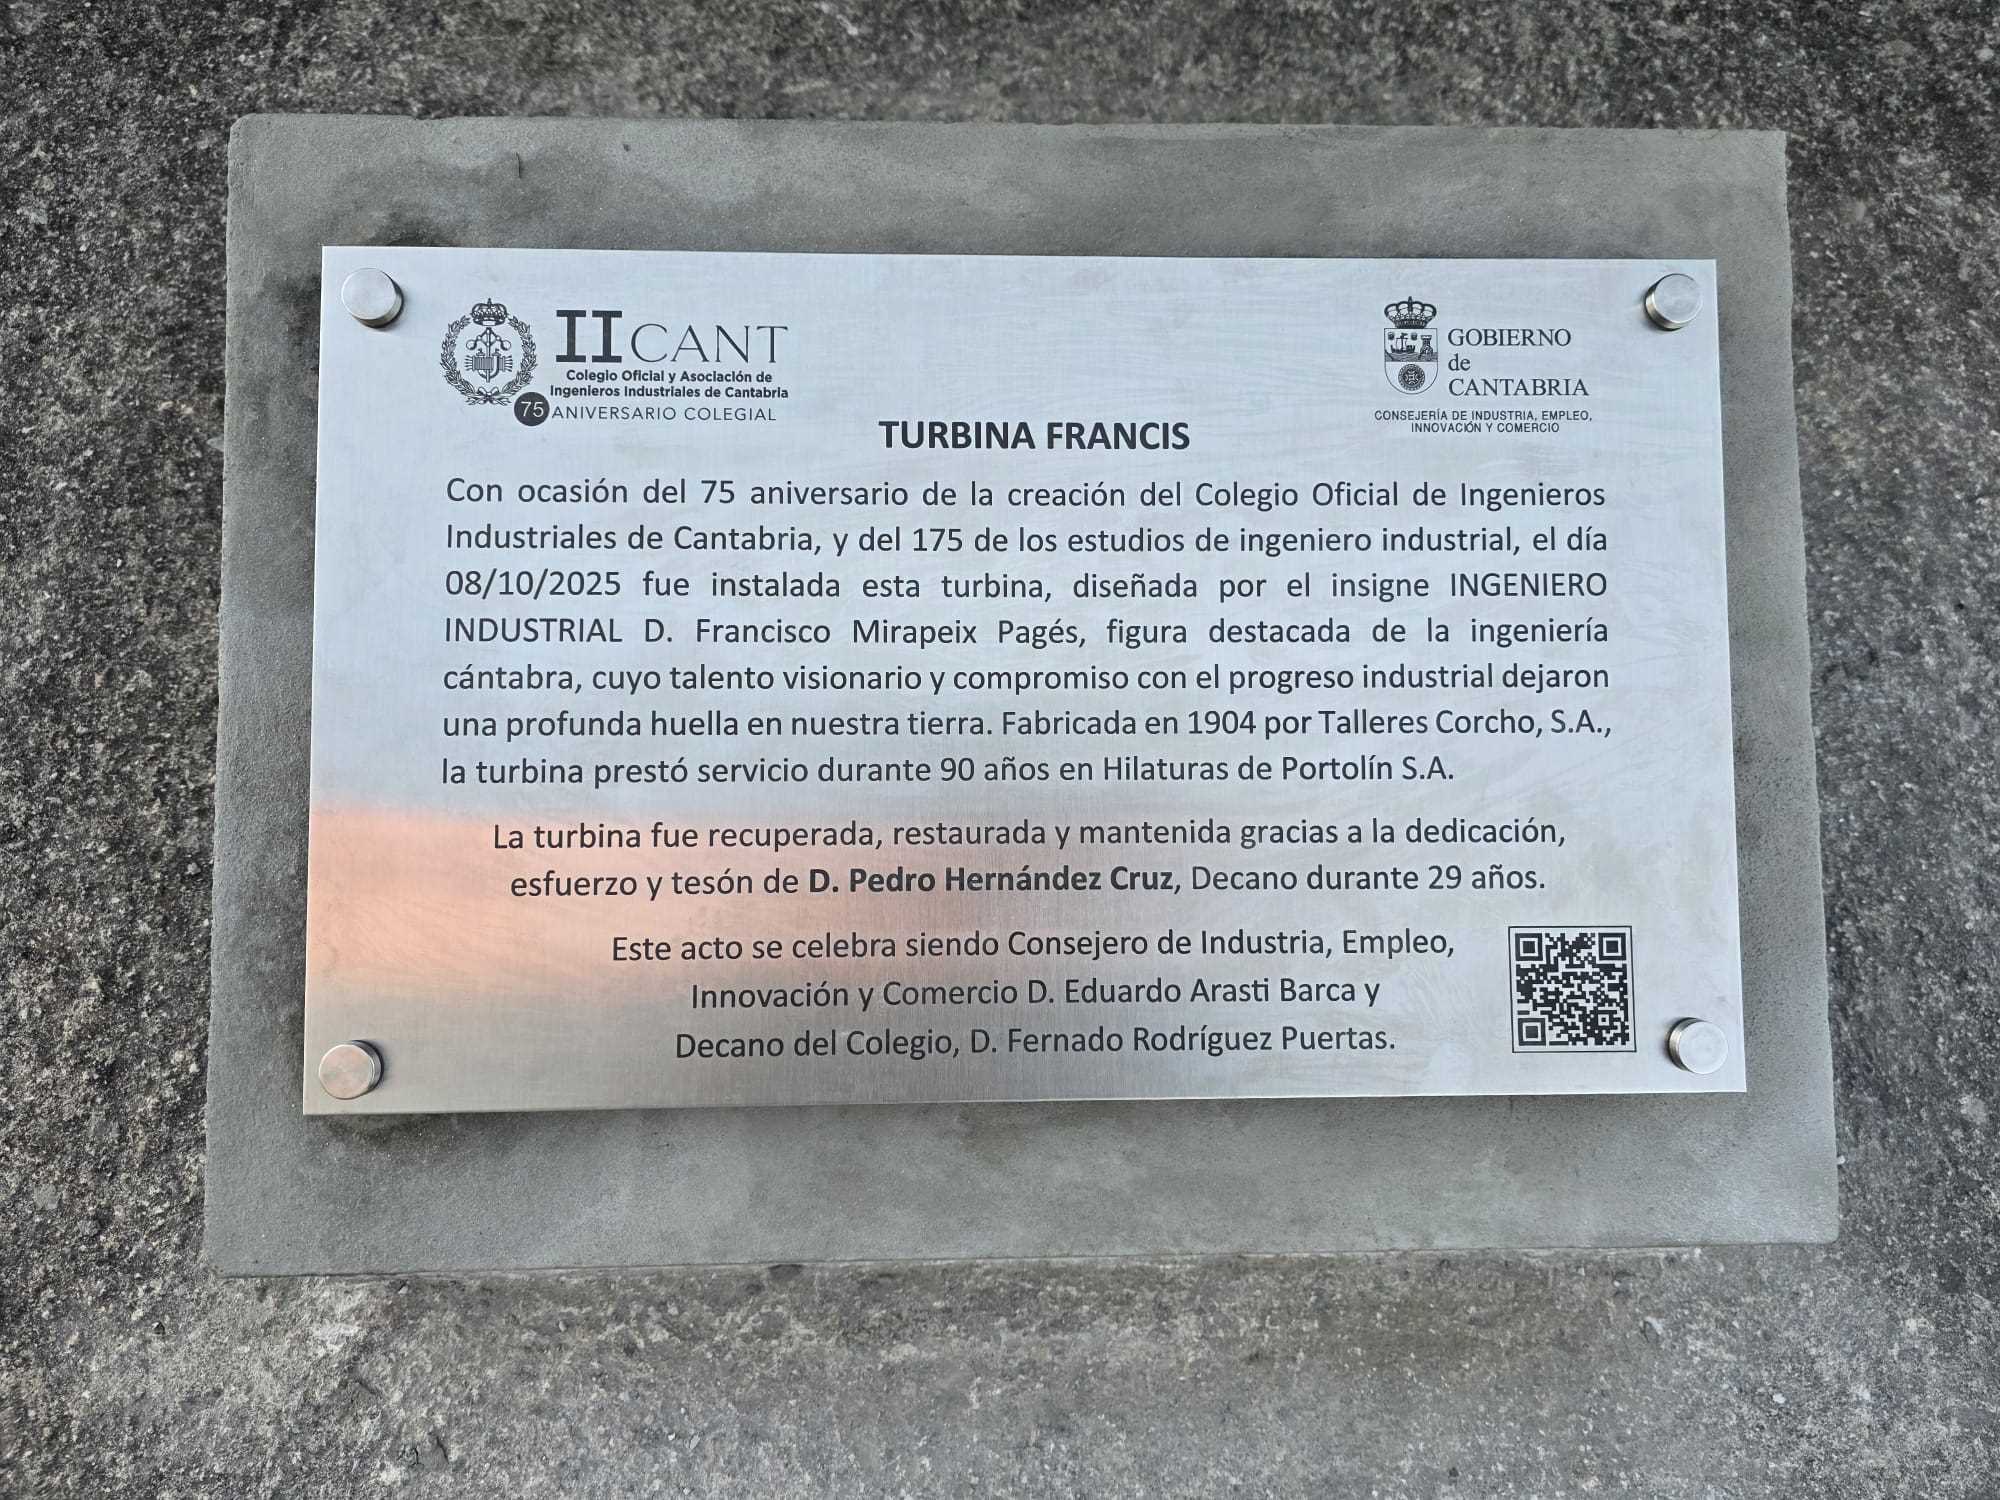 IICANT
Colegio Oficial y Asociación de
Ingenieros Industriales de Cantabria
75 ANIVERSARIO COLEGIAL
GOBIERNO
de
CANTABRIA
CONSEJERÍA DE INDUSTRIA, EMPLEO,
INNOVACIÓN Y COMERCIO
TURBINA FRANCIS
Con ocasión del 75 aniversario de la creación del Colegio Oficial de Ingenieros
Industriales de Cantabria, y del 175 de los estudios de ingeniero industrial, el día
08/10/2025 fue instalada esta turbina, diseñada por el insigne INGENIERO
INDUSTRIAL D. Francisco Mirapeix Pagés, figura destacada de la ingeniería
cántabra, cuyo talento visionario y compromiso con el progreso industrial dejaron
una profunda huella en nuestra tierra. Fabricada en 1904 por Talleres Corcho, S.A.,
la turbina prestó servicio durante 90 años en Hilaturas de Portolín S.A.
La turbina fue recuperada, restaurada y mantenida gracias a la dedicación,
esfuerzo y tesón de D. Pedro Hernández Cruz, Decano durante 29 años.
Este acto se celebra siendo Consejero de Industria, Empleo,
Innovación y Comercio D. Eduardo Arasti Barca y
Decano del Colegio, D. Fernado Rodríguez Puertas.